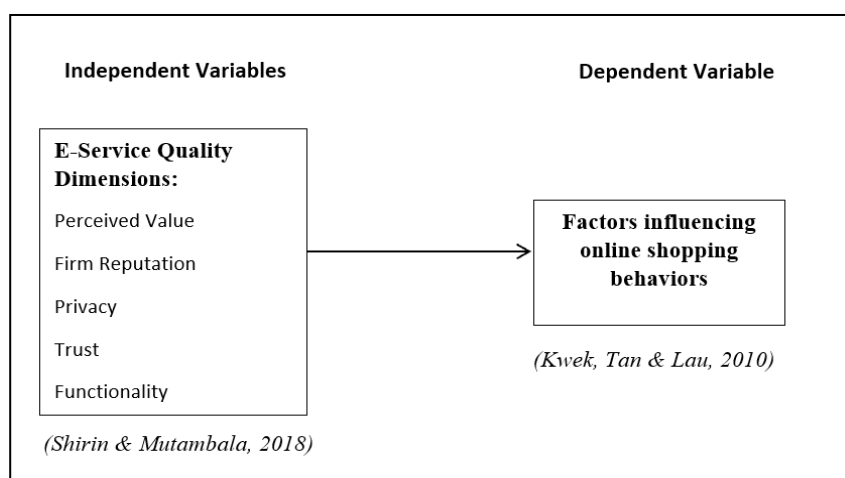 Independent Variables
Dependent Variable
E-Service Quality
Dimensions:
Perceived Value
Firm Reputation
Privacy
Trust
Functionality
(Shirin & Mutambala, 2018)
Factors influencing
online shopping
behaviors
(Kwek, Tan & Lau, 2010)